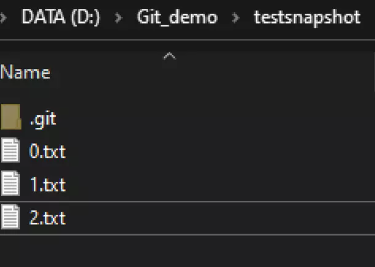 DATA (D:) > Git_demo > testsnapshot
Name
.git
0.txt
1.txt
2.txt